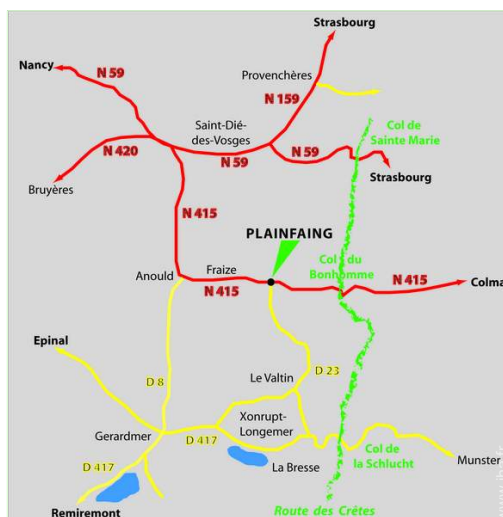 Strasbourg
Nancy
N 59
Provenchères
N 159
Saint-Dié-
des-Vosges
Col de
Sainte Marie
N 420
N 59
N 59
Bruyères
Strasbourg
N 415
PLAINFAING
Col du
Bonhomme
Anould
Fraize
N 415
N 415
Colma
Epinal
D 8
D 23
Le Valtin
Xonrupt-
Longemer
Gerardmer
D 417
Col de
la Schlucht
La Bresse
Munster
D 417
Remiremont
Route des Crêtes